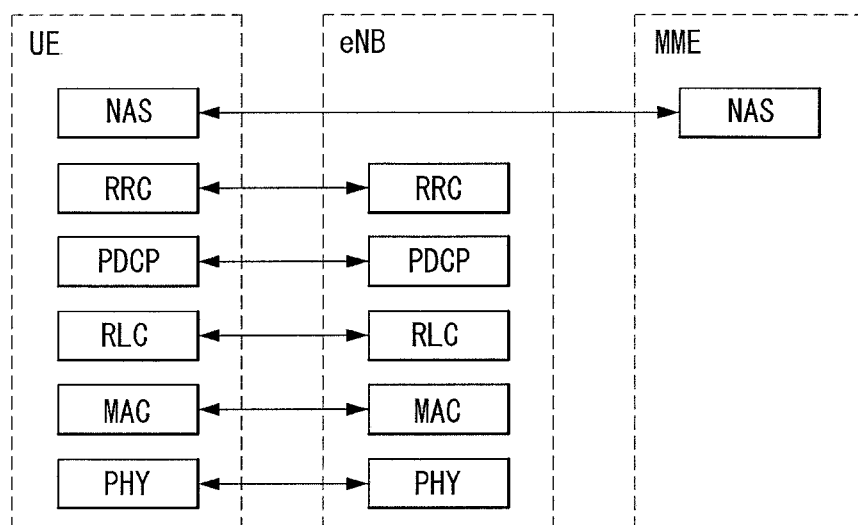 UE
eNB
MME
NAS
NAS
RRC
RRC
PDCP
PDCP
RLC
RLC
MAC
MAC
PHY
PHY